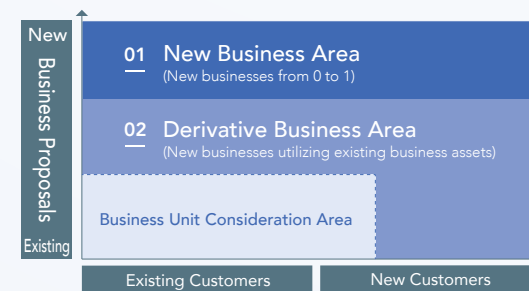 New
Business Proposals
Existing
01 New Business Area
(New businesses from 0 to 1)
02 Derivative Business Area
(New businesses utilizing existing business assets)
Business Unit Consideration Area
Existing Customers
New Customers